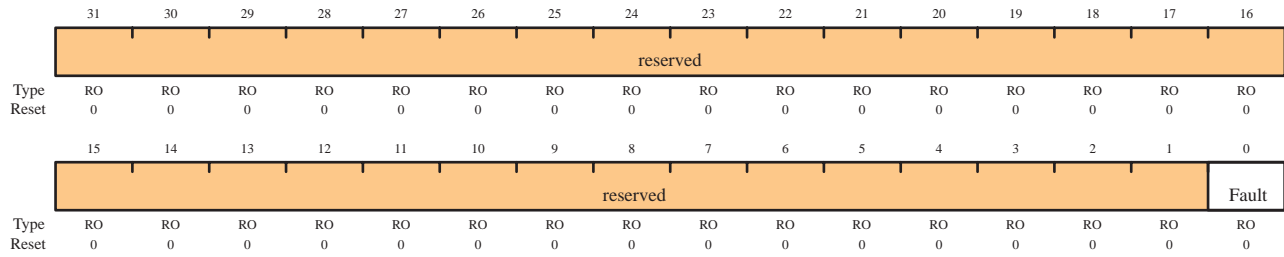 31 30 29 28 27 26 25 24 23 22 21 20 19 18 17 16
reserved
Type RO RO RO RO RO RO RO RO RO RO RO RO RO RO RO RO
Reset 0 0 0 0 0 0 0 0 0 0 0 0 0 0 0 0
15 14 13 12 11 10 9 8 7 6 5 4 3 2 1 0
reserved Fault
Type RO RO RO RO RO RO RO RO RO RO RO RO RO RO RO RO
Reset 0 0 0 0 0 0 0 0 0 0 0 0 0 0 0 0